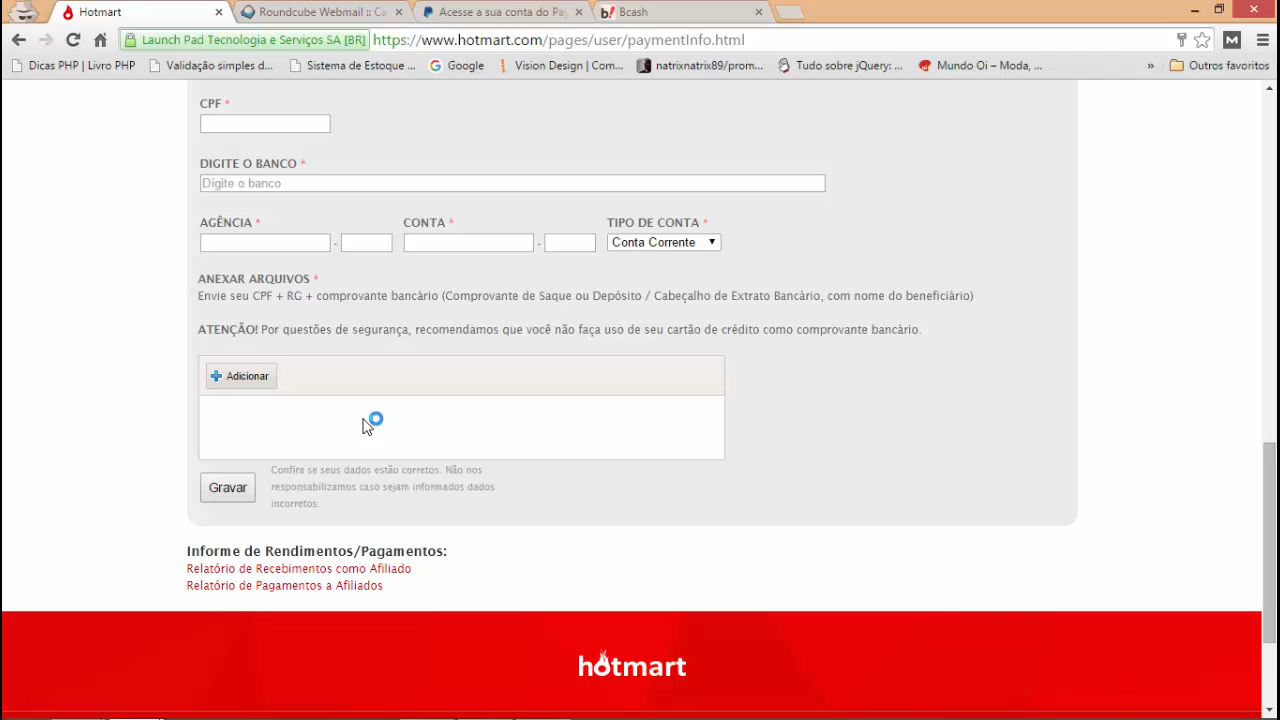 Hotmart
Roundcube Webmail :: Ca
Acesse a sua conta do Pay
Bcash
Launch Pad Tecnologia e Serviços SA [BR]
https://www.hotmart.com/pages/user/paymentInfo.html
Dicas PHP | Livro PHP
Validação simples d...
Sistema de Estoque ...
Google
Vision Design | Com...
natrixnatrix89/prom...
Tudo sobre jQuery: ...
Mundo Oi – Moda, ...
»
Outros favoritos
CPF *
DIGITE O BANCO *
Digite o banco
AGÊNCIA *
CONTA *
TIPO DE CONTA *
-
-
Conta Corrente
ANEXAR ARQUIVOS *
Envie seu CPF + RG + comprovante bancário (Comprovante de Saque ou Depósito / Cabeçalho de Extrato Bancário, com nome do beneficiário)
ATENÇÃO! Por questões de segurança, recomendamos que você não faça uso de seu cartão de crédito como comprovante bancário.
Adicionar
Gravar
Confira se seus dados estão corretos. Não nos
responsabilizamos caso sejam informados dados
incorretos.
Informe de Rendimentos/Pagamentos:
Relatório de Recebimentos como Afiliado
Relatório de Pagamentos a Afiliados
hotmart